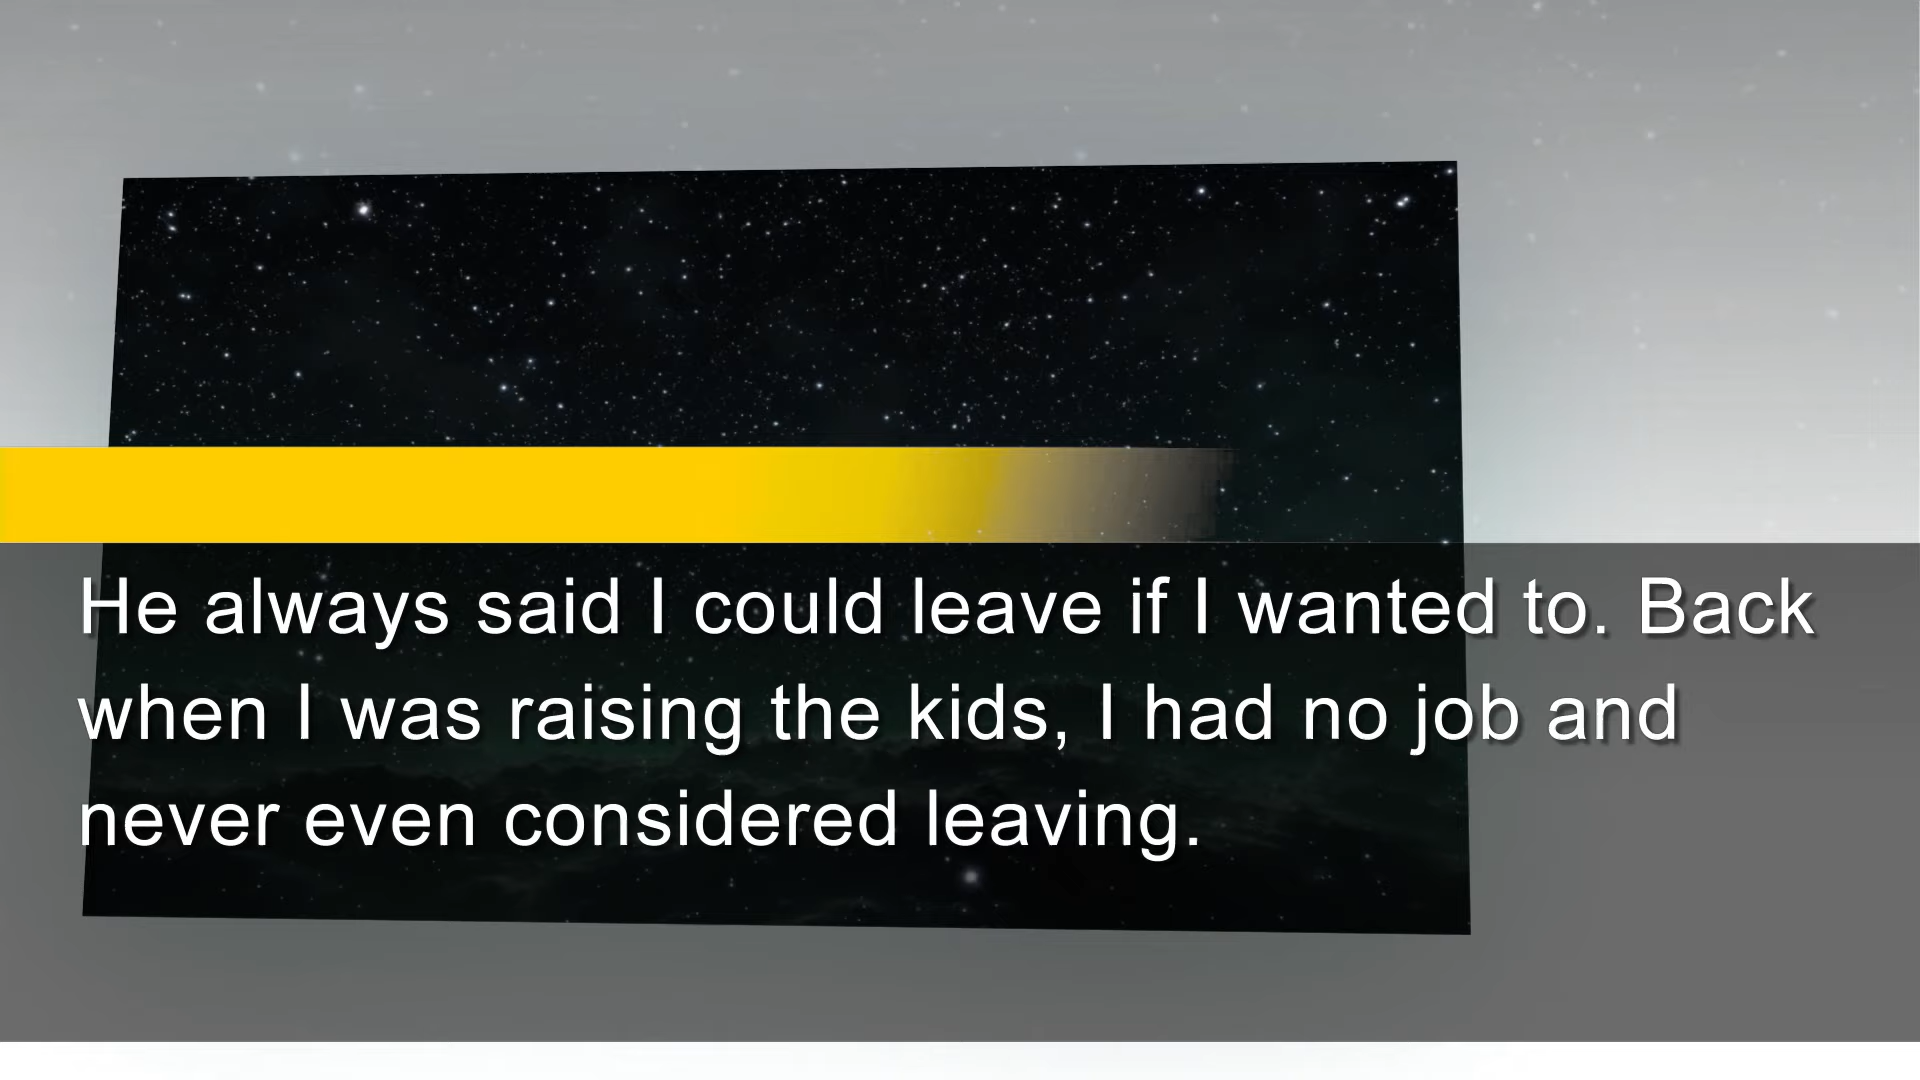 He always said I could leave if I wanted to. Back
when I was raising the kids, I had no job and
never even considered leaving.